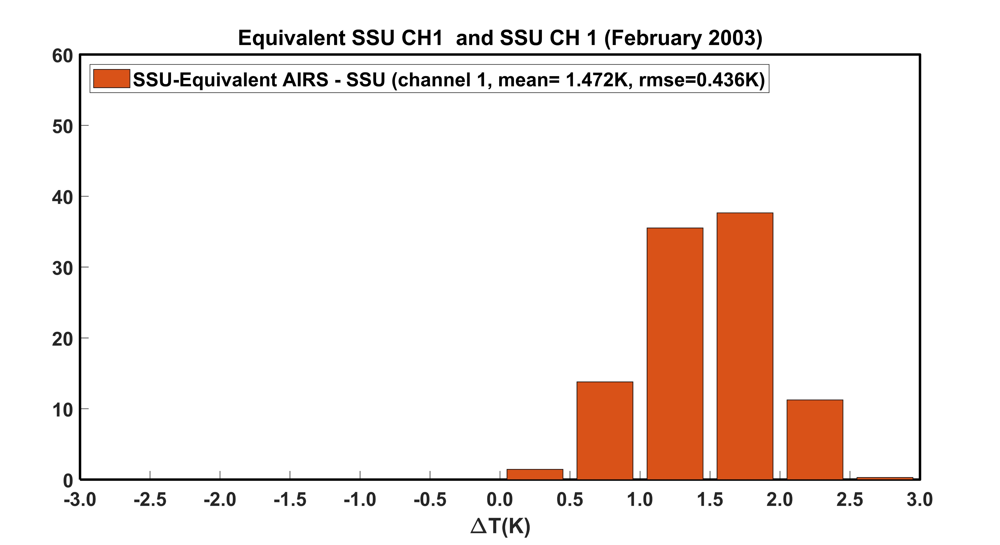 Equivalent SSU CH1  and SSU CH 1 (February 2003)
60
SSU-Equivalent AIRS - SSU (channel 1, mean= 1.472K, rmse=0.436K)
50
40
30
20
10
0
-3.0 -2.5 -2.0 -1.5 -1.0 -0.5 0.0 0.5 1.0 1.5 2.0 2.5 3.0
ΔT(K)